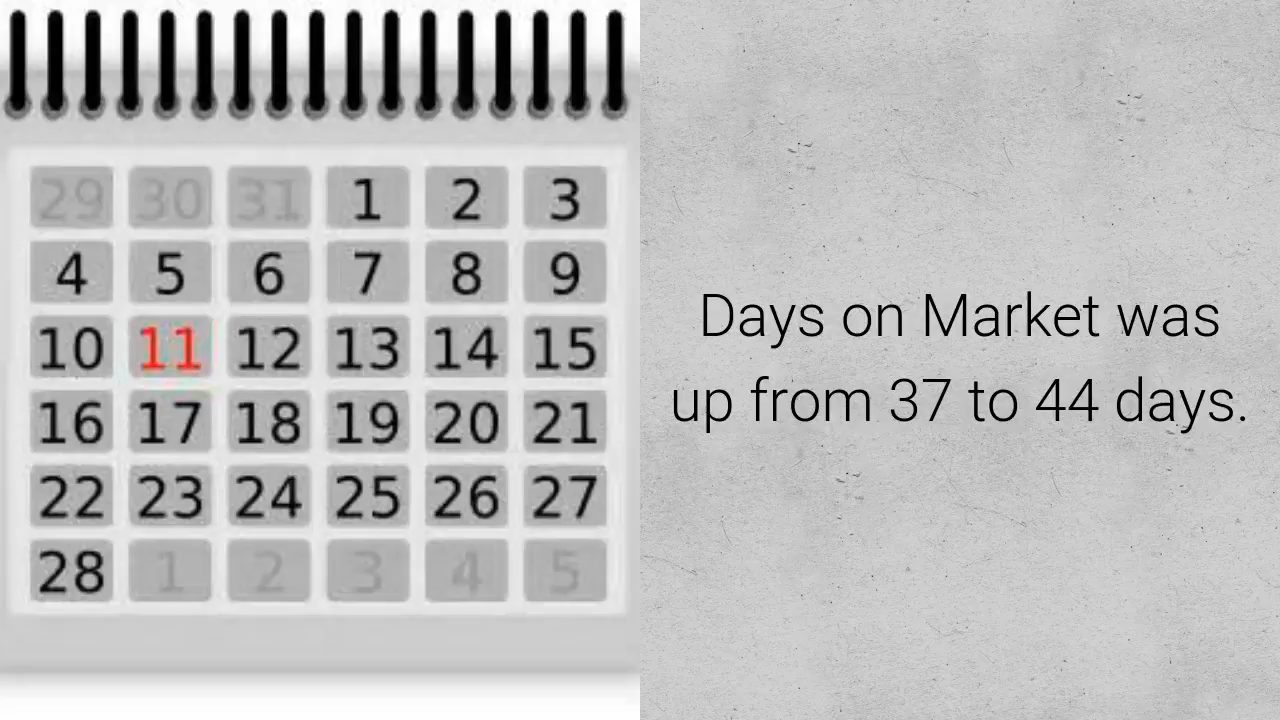 29 30 31 1 2 3
4 5 6 7 8 9
10 11 12 13 14 15
16 17 18 19 20 21
22 23 24 25 26 27
28 1 2 3 4 5
Days on Market was
up from 37 to 44 days.